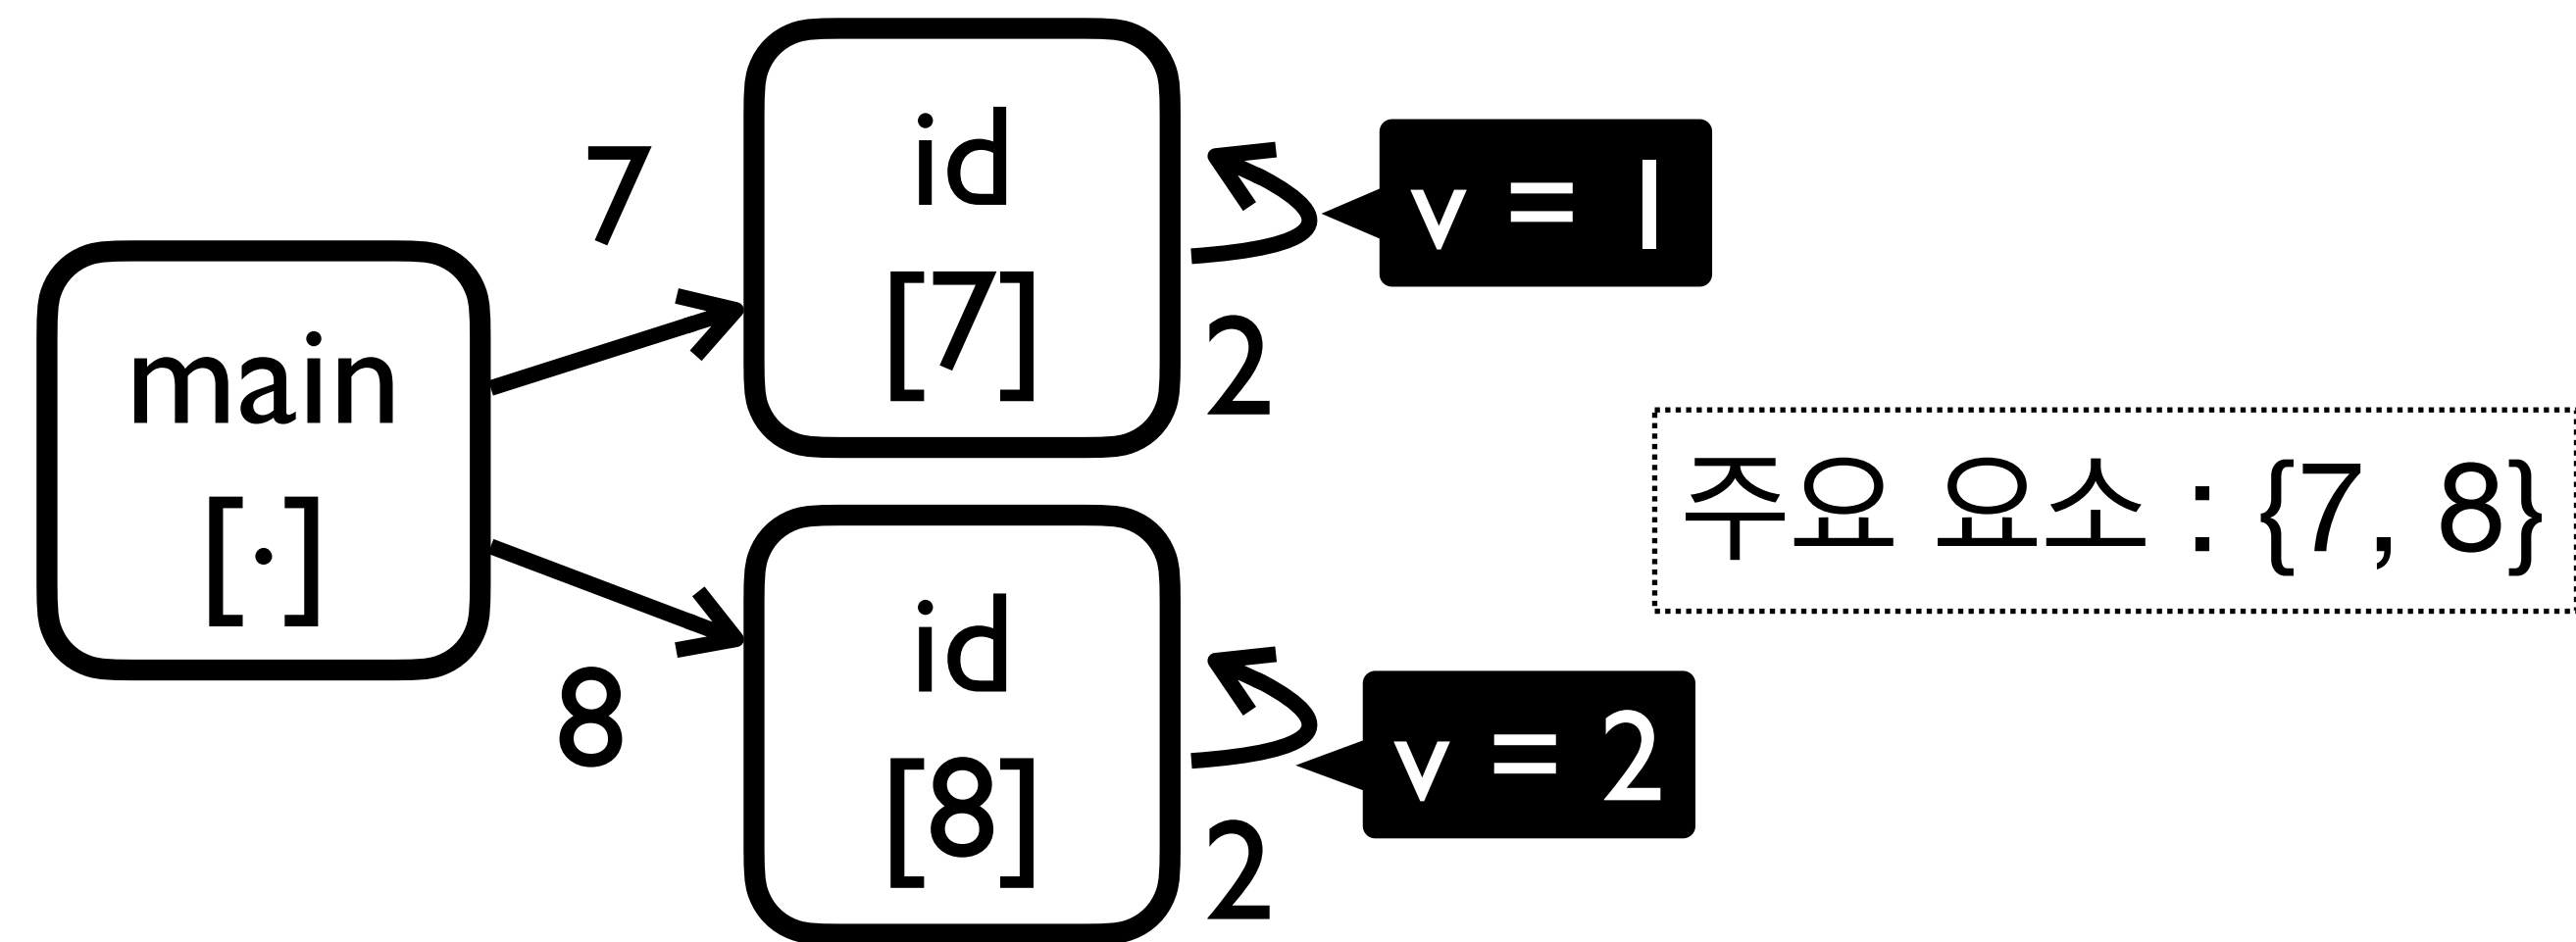 main
[·]
7
8
id
[7]
2
v = 1
id
[8]
2
v = 2
주요 요소 : {7, 8}